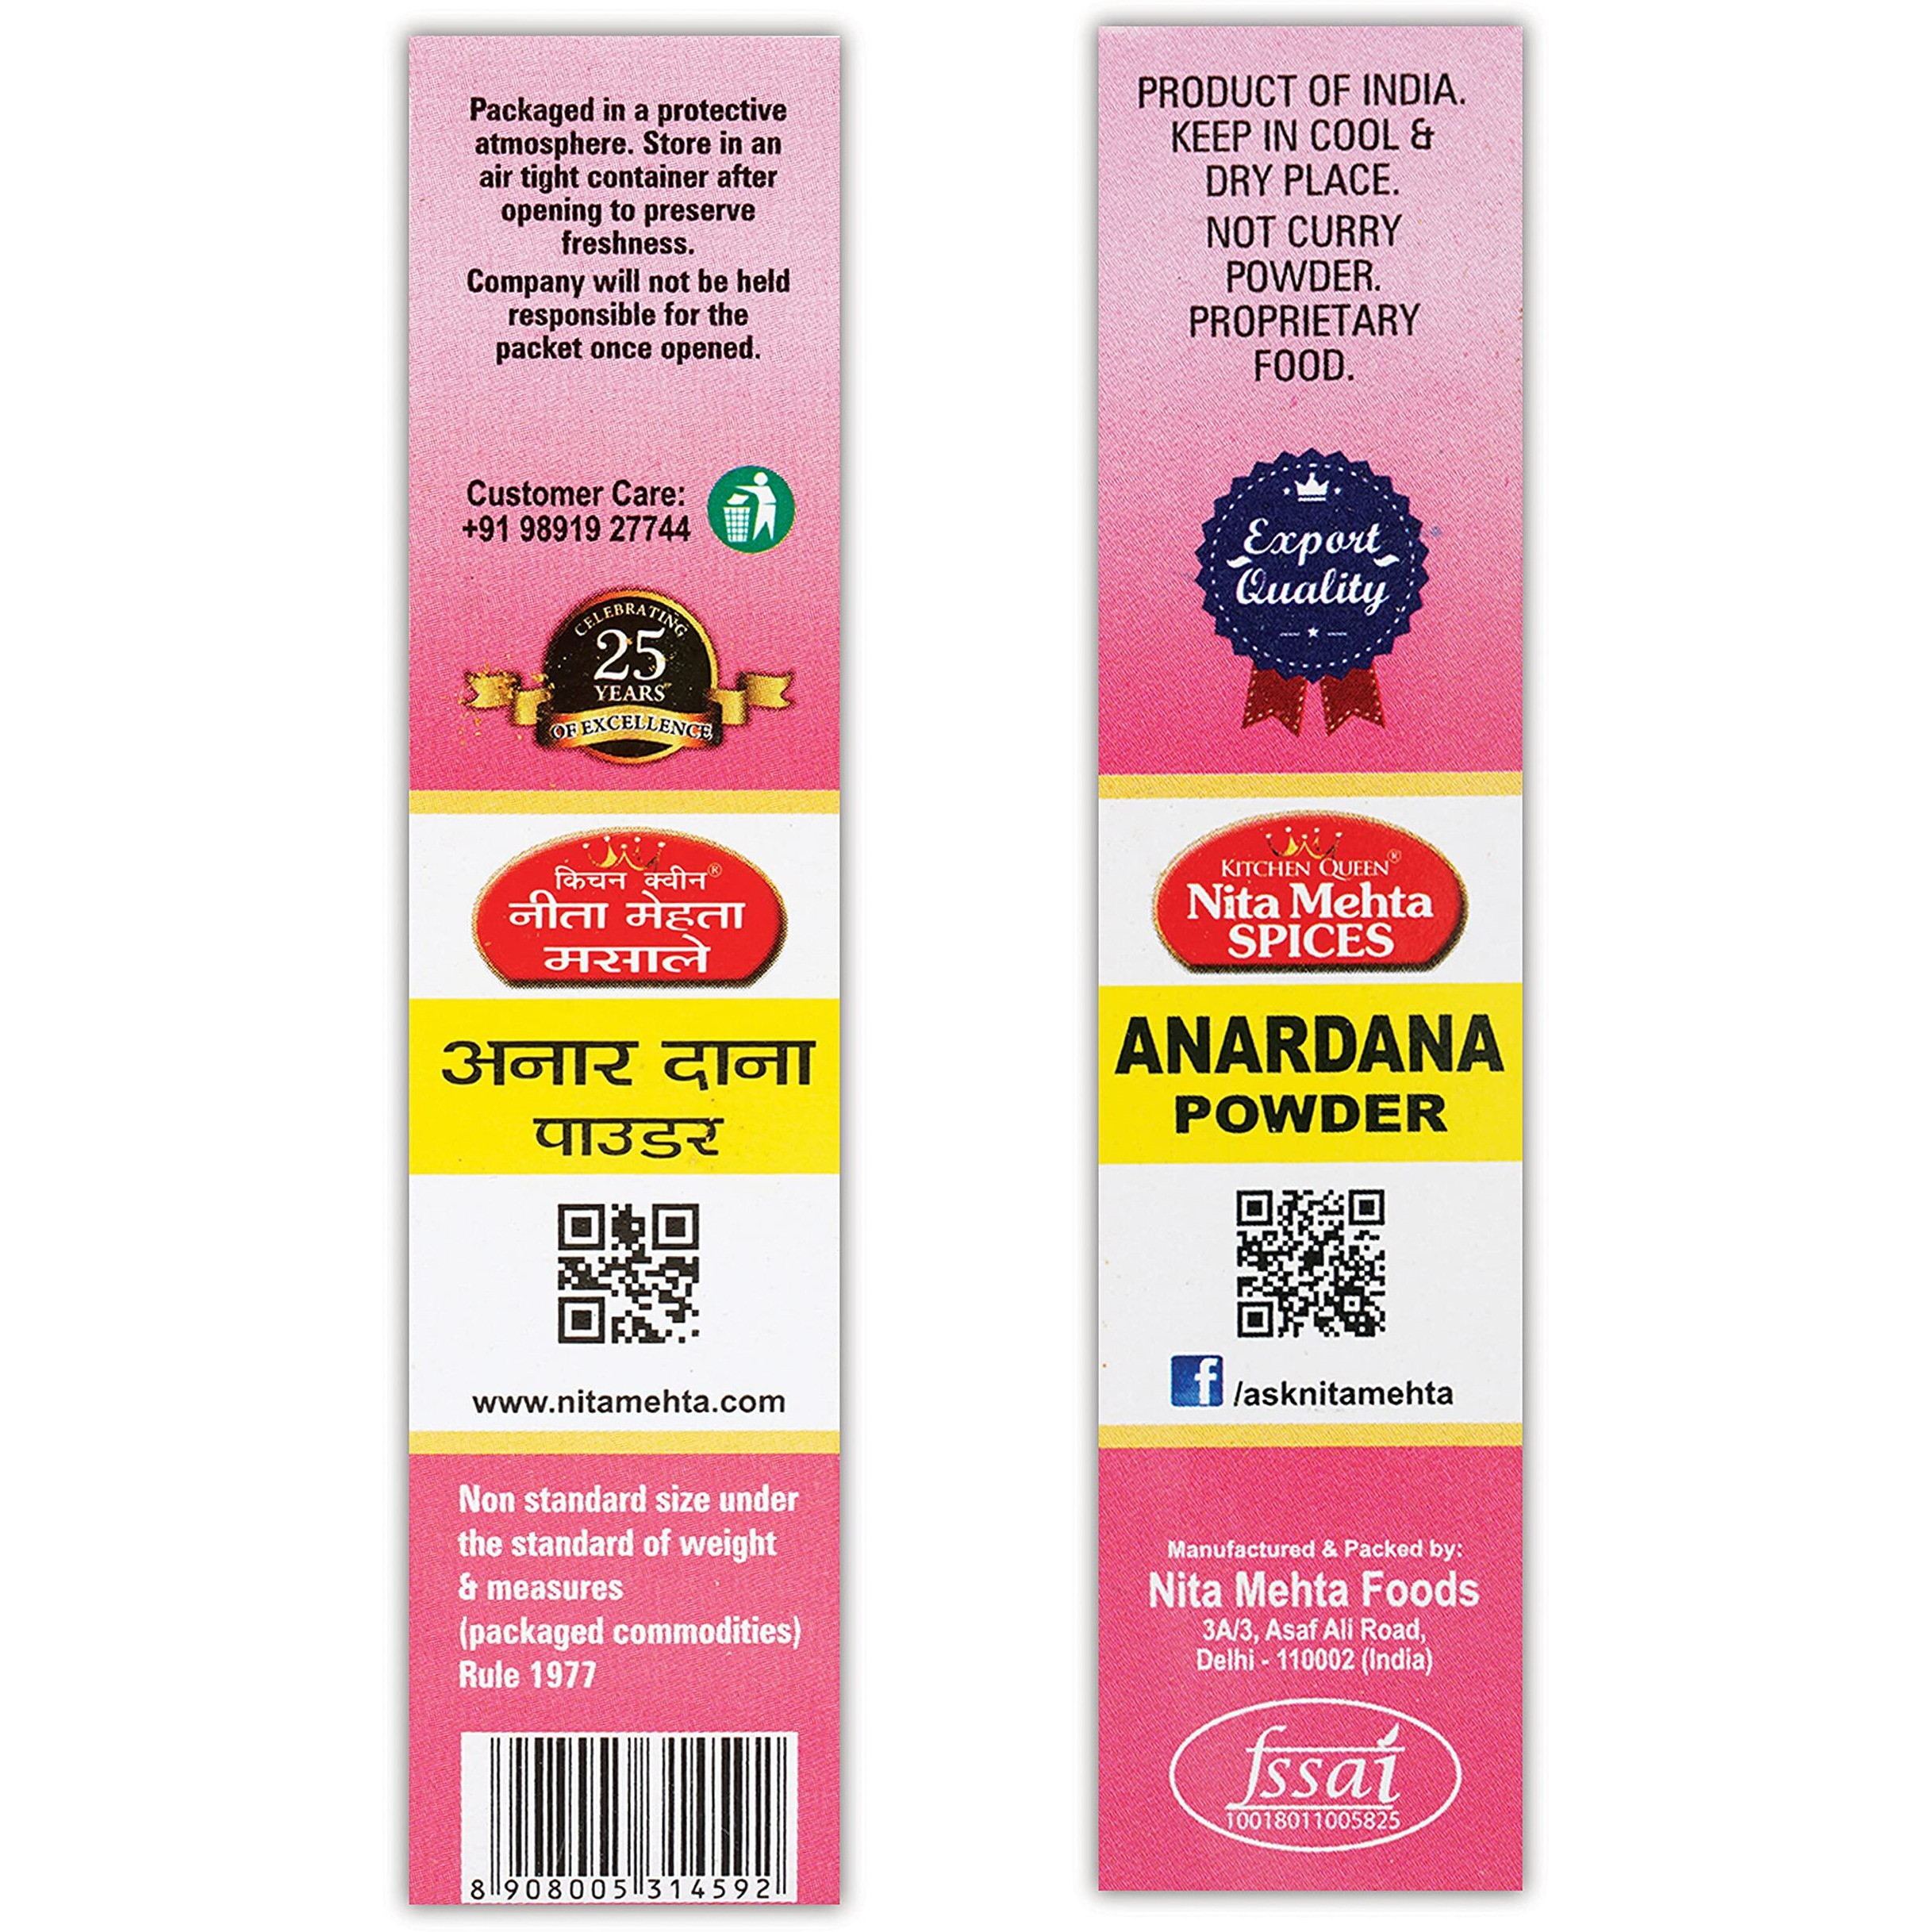 Packaged in a protective
atmosphere. Store in an
air tight container after
opening to preserve
freshness.
Company will not be held
responsible for the
packet once opened.
Customer Care:
+91 98919 27744
CELEBRATING
25
YEARS
OF EXCELLENCE
किचन क्वीन®
नीता मेहता
मसाले
अनार दाना
पाउडर
www.nitamehta.com
Non standard size under
the standard of weight
& measures
(packaged commodities)
Rule 1977
8 908005 314592
PRODUCT OF INDIA.
KEEP IN COOL &
DRY PLACE.
NOT CURRY
POWDER.
PROPRIETARY
FOOD.
Export
Quality
KITCHEN QUEEN®
Nita Mehta
SPICES
ANARDANA
POWDER
f /asknitamehta
Manufactured & Packed by:
Nita Mehta Foods
3A/3, Asaf Ali Road,
Delhi - 110002 (India)
fssai
10018011005825